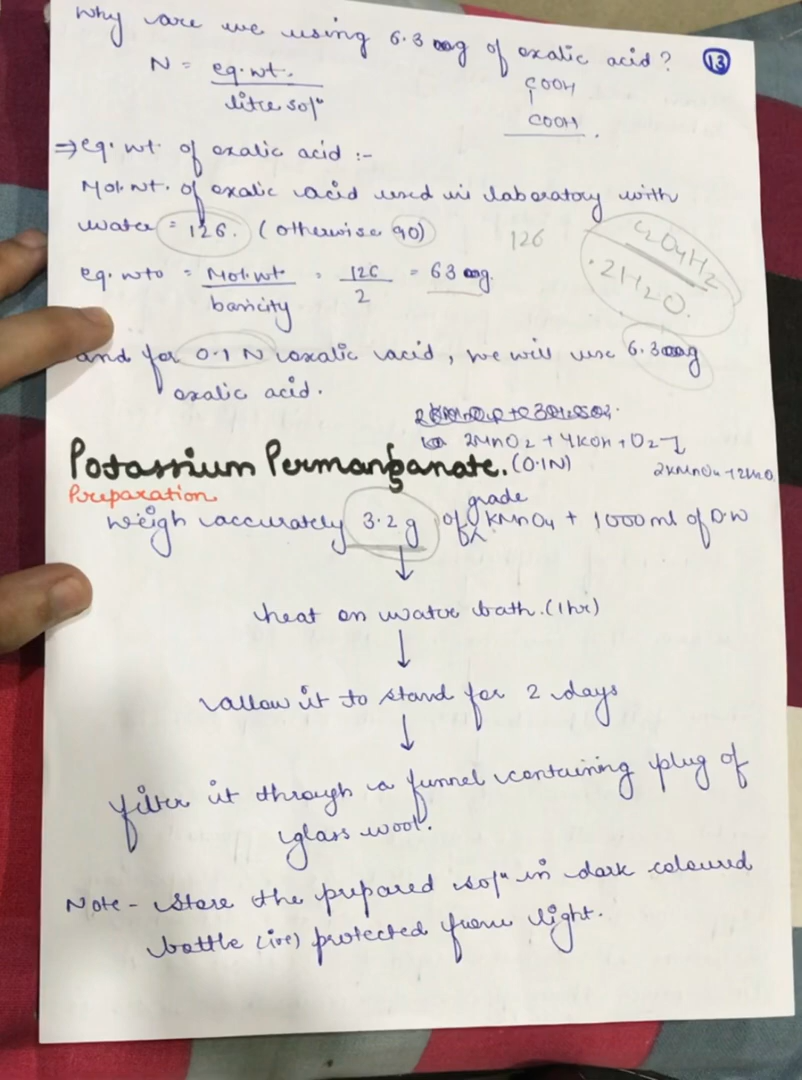 Why are we using 6.3 g of oxalic acid? 13
N = eq. wt.
litre solⁿ
COOH
COOH
⇒ eq. wt of oxalic acid :-
Mol. wt. of oxalic acid used in laboratory with
water = 126. (otherwise 90)
126
C2O4H2
.2H2O.
eq. wt = Mol. wt = 126 = 63 g.
baricity 2
and for 0.1 N oxalic acid, we will use 6.3 g
oxalic acid.
2MnO2 + 4KOH + O2 →
2KMnO4 + 2H2O
Potassium Permanganate. (0.1N)
Preparation
Weigh accurately 3.2 g of grade KMnO4 + 1000 ml of D.W
↓
heat on water bath. (1 hr)
↓
allow it to stand for 2 days
↓
filter it through a funnel containing plug of
glass wool.
Note - Store the prepared solⁿ in dark coloured
bottle (ie) protected from light.